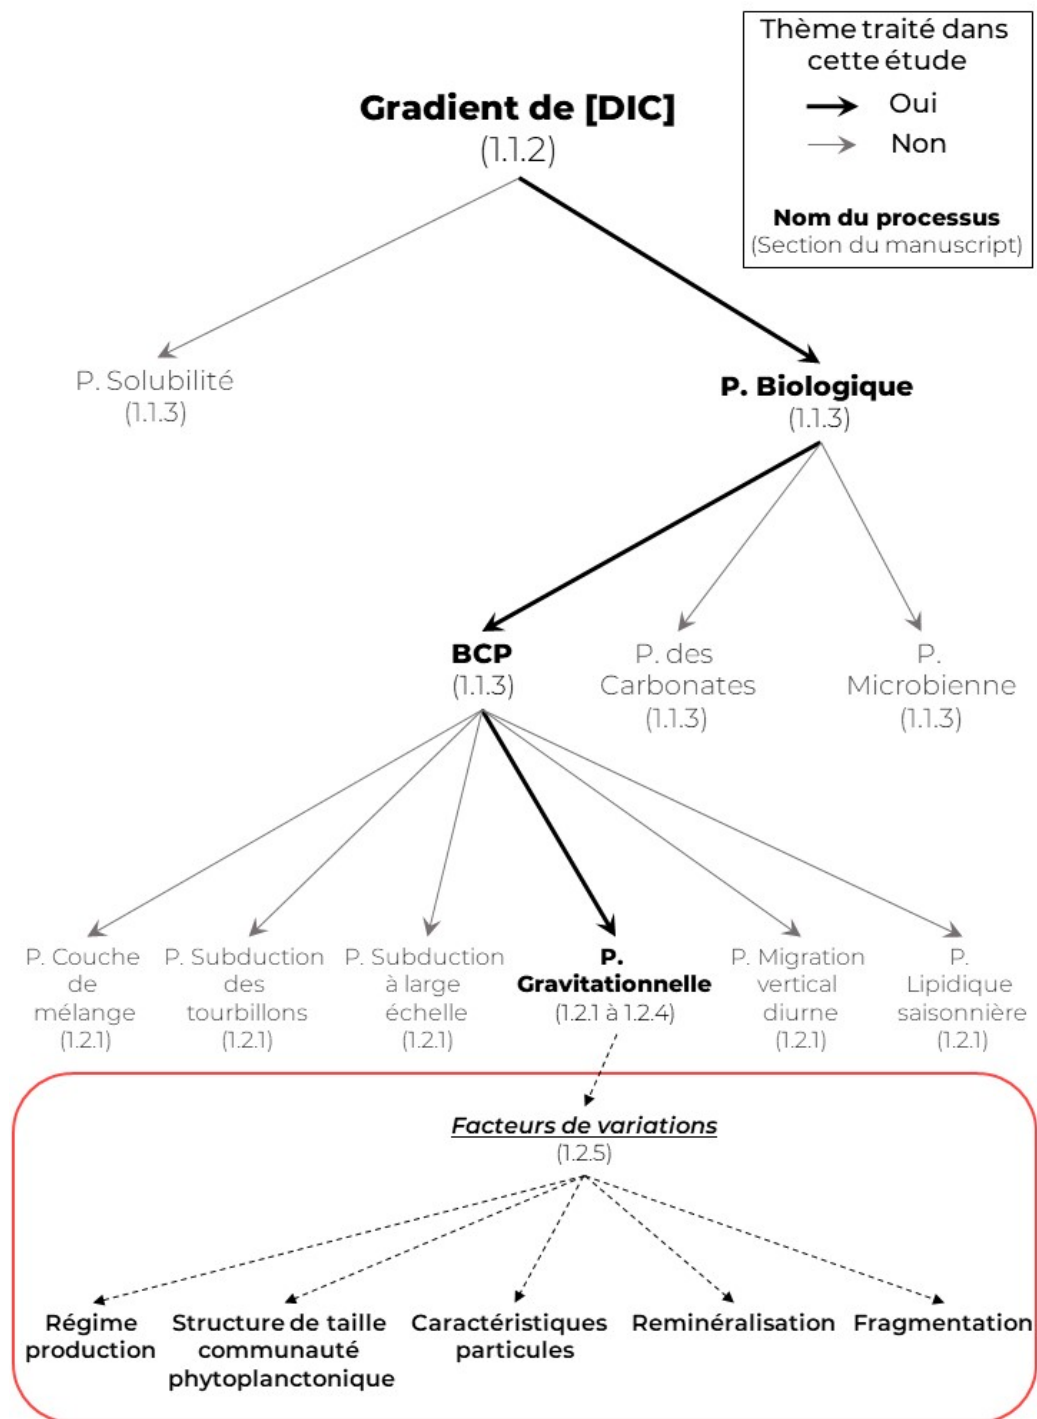 Thème traité dans
cette étude
Oui
Non
Nom du processus
(Section du manuscript)
Gradient de [DIC]
(1.1.2)
P. Solubilité
(1.1.3)
P. Biologique
(1.1.3)
BCP
(1.1.3)
P. des
Carbonates
(1.1.3)
P.
Microbienne
(1.1.3)
P. Couche
de
mélange
(1.2.1)
P. Subduction
des
tourbillons
(1.2.1)
P. Subduction
à large
échelle
(1.2.1)
P.
Gravitationnelle
(1.2.1 à 1.2.4)
P. Migration
vertical
diurne
(1.2.1)
P.
Lipidique
saisonnière
(1.2.1)
Facteurs de variations
(1.2.5)
Régime
production
Structure de taille
communauté
phytoplanctonique
Caractéristiques
particules
Reminéralisation
Fragmentation